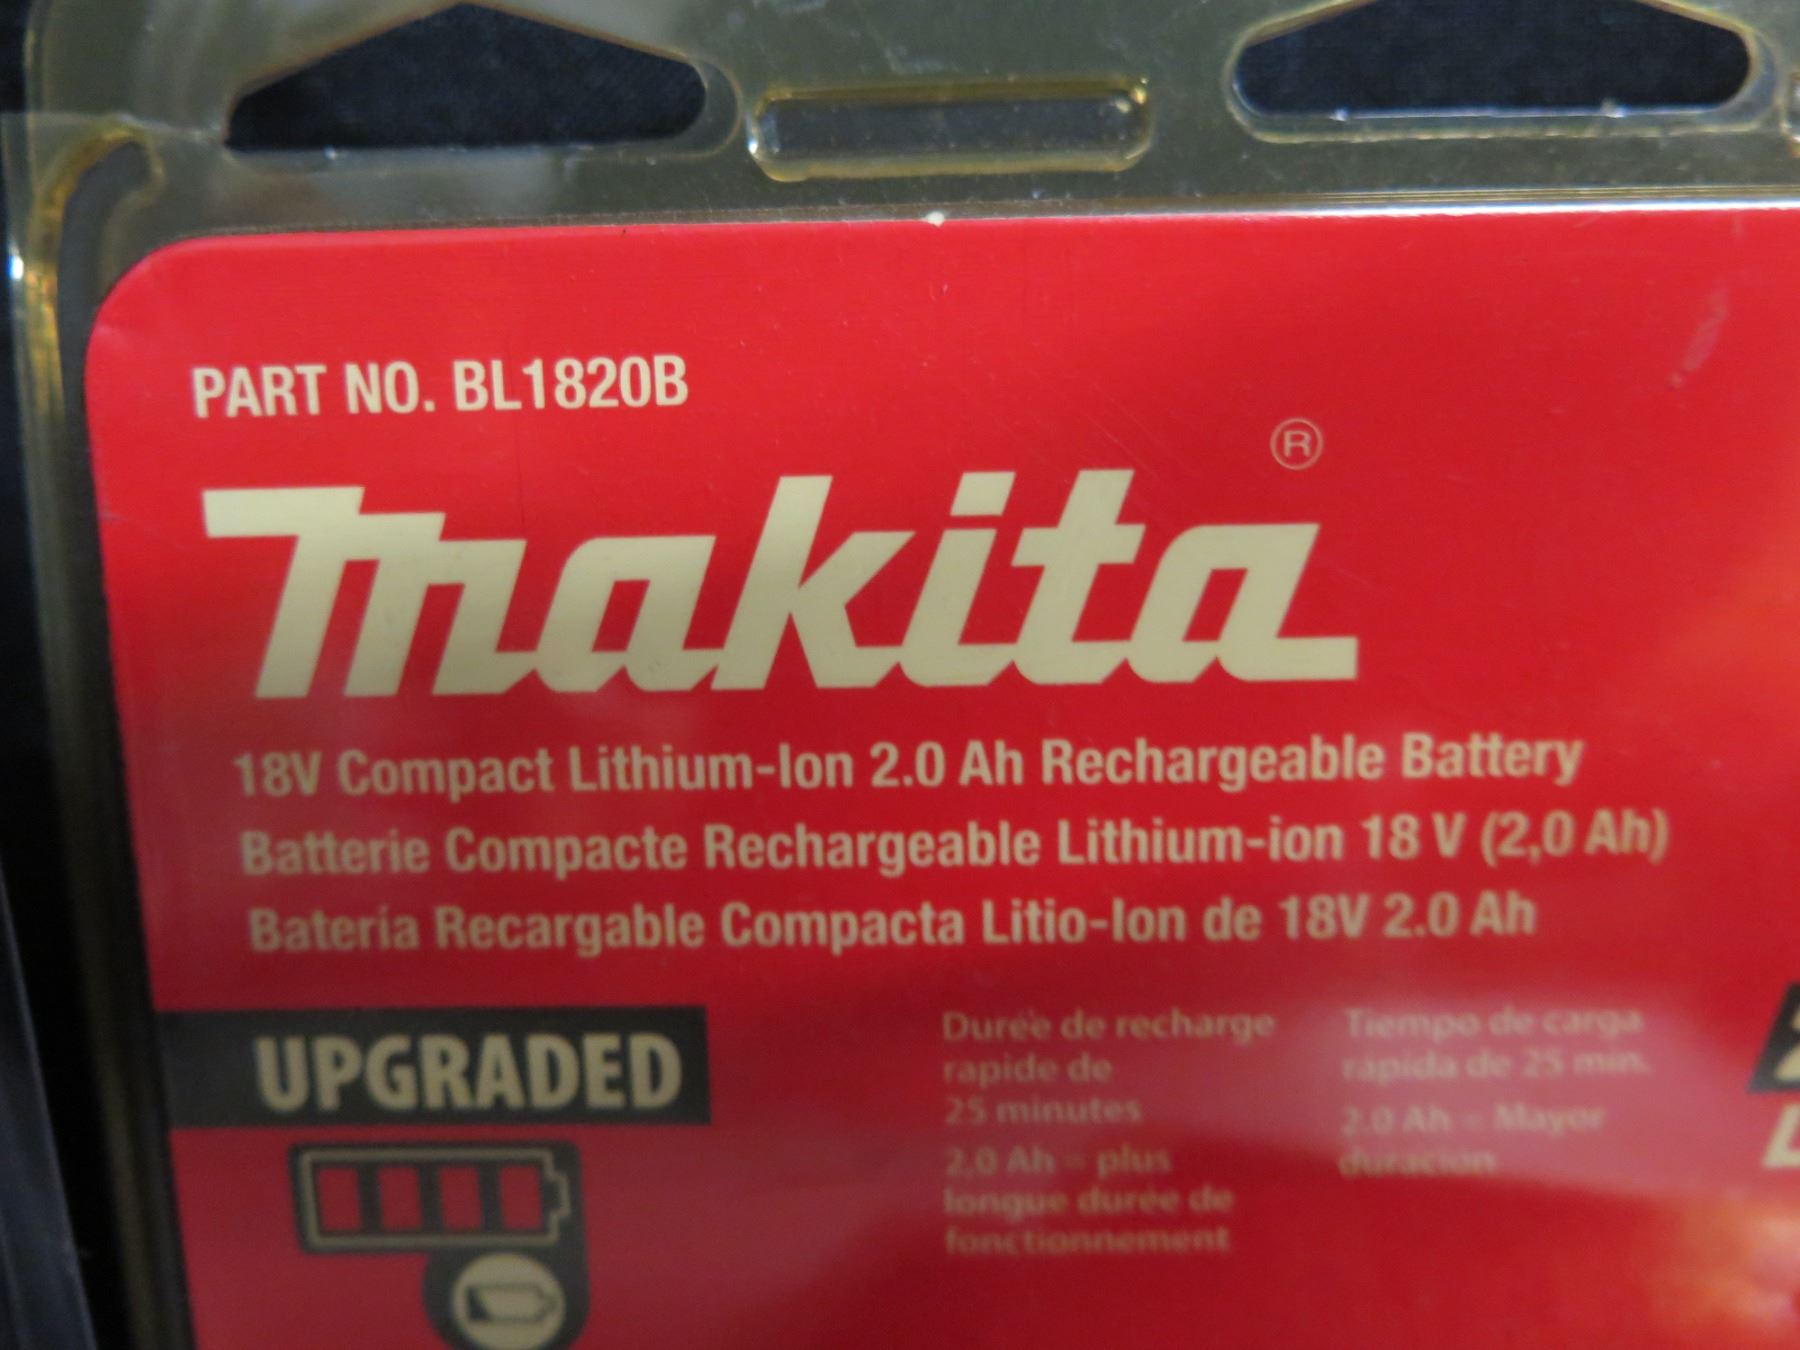 PART NO. BL1820B
makita®
18V Compact Lithium-Ion 2.0 Ah Rechargeable Battery
Batterie Compacte Rechargeable Lithium-ion 18 V (2,0 Ah)
Batería Recargable Compacta Litio-Ion de 18V 2.0 Ah
UPGRADED
Durée de recharge
rapide de
25 minutes
2,0 Ah – plus
longue durée de
fonctionnement
Tiempo de carga
rápida de 25 min.
2.0 Ah – Mayor
duración